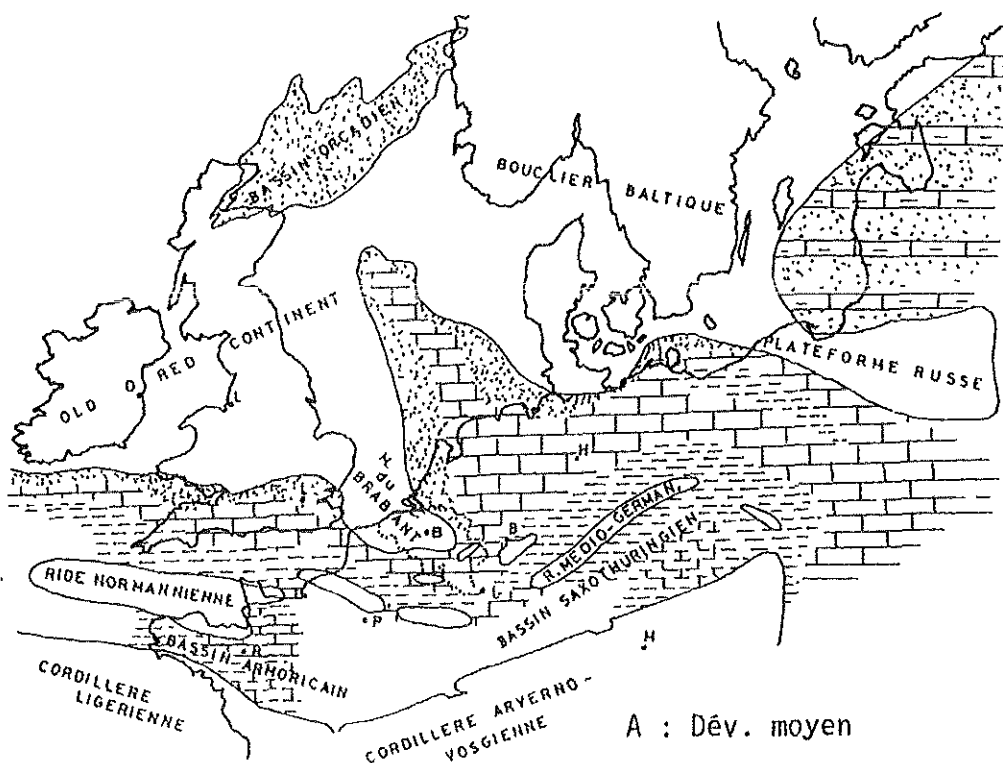 BASSIN ORCADIEN
BOUCLIER BALTIQUE
OLD RED CONTINENT
PLATEFORME RUSSE
M du
BRABANT
B
H
B
R. MEDIO-GERMAN.
BASSIN SAXOTHURINGIEN
RIDE NORMANNIENNE
P
L
M
R
BASSIN ARMORICAIN
CORDILLERE
LIGERIENNE
CORDILLERE ARVERNO-
VOSGIENNE
A : Dév. moyen